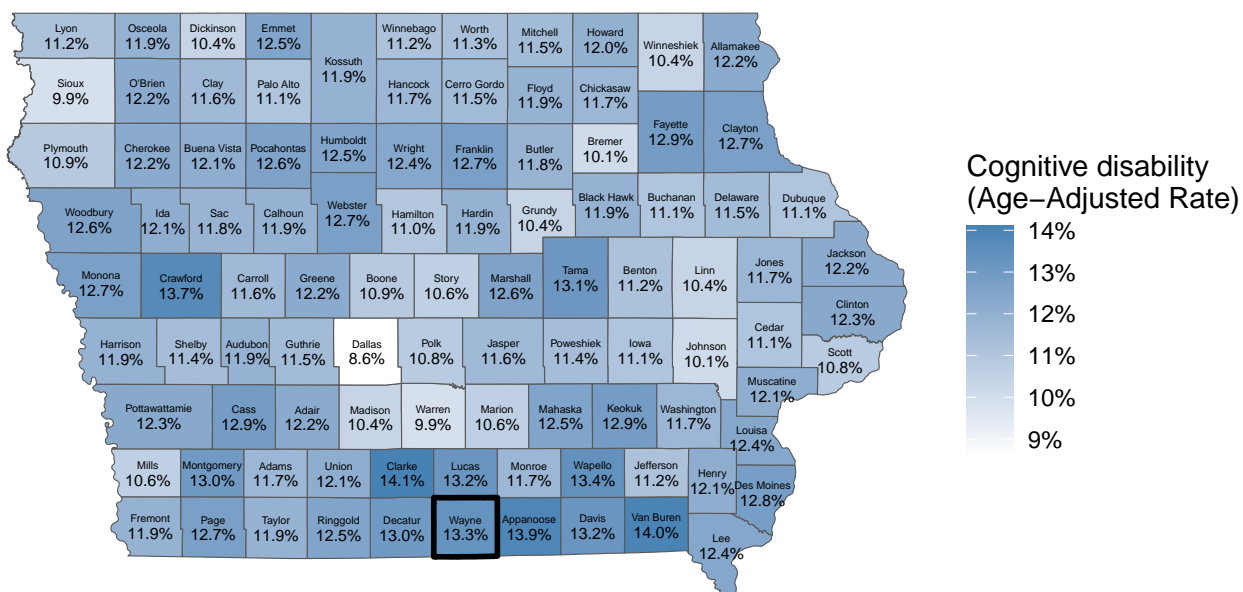 Lyon
11.2%
Osceola
11.9%
Dickinson
10.4%
Emmet
12.5%
Kossuth
11.9%
Winnebago
11.2%
Worth
11.3%
Mitchell
11.5%
Howard
12.0%
Winneshiek
10.4%
Allamakee
12.2%
Sioux
9.9%
O'Brien
12.2%
Clay
11.6%
Palo Alto
11.1%
Hancock
11.7%
Cerro Gordo
11.5%
Floyd
11.9%
Chickasaw
11.7%
Plymouth
10.9%
Cherokee
12.2%
Buena Vista
12.1%
Pocahontas
12.6%
Humboldt
12.5%
Wright
12.4%
Franklin
12.7%
Butler
11.8%
Bremer
10.1%
Fayette
12.9%
Clayton
12.7%
Woodbury
12.6%
Ida
12.1%
Sac
11.8%
Calhoun
11.9%
Webster
12.7%
Hamilton
11.0%
Hardin
11.9%
Grundy
10.4%
Black Hawk
11.9%
Buchanan
11.1%
Delaware
11.5%
Dubuque
11.1%
Monona
12.7%
Crawford
13.7%
Carroll
11.6%
Greene
12.2%
Boone
10.9%
Story
10.6%
Marshall
12.6%
Tama
13.1%
Benton
11.2%
Linn
10.4%
Jones
11.7%
Jackson
12.2%
Clinton
12.3%
Harrison
11.9%
Shelby
11.4%
Audubon
11.9%
Guthrie
11.5%
Dallas
8.6%
Polk
10.8%
Jasper
11.6%
Poweshiek
11.4%
Iowa
11.1%
Johnson
10.1%
Cedar
11.1%
Scott
10.8%
Muscatine
12.1%
Pottawattamie
12.3%
Cass
12.9%
Adair
12.2%
Madison
10.4%
Warren
9.9%
Marion
10.6%
Mahaska
12.5%
Keokuk
12.9%
Washington
11.7%
Louisa
12.4%
Mills
10.6%
Montgomery
13.0%
Adams
11.7%
Union
12.1%
Clarke
14.1%
Lucas
13.2%
Monroe
11.7%
Wapello
13.4%
Jefferson
11.2%
Henry
12.1%
Des Moines
12.8%
Fremont
11.9%
Page
12.7%
Taylor
11.9%
Ringgold
12.5%
Decatur
13.0%
Wayne
13.3%
Appanoose
13.9%
Davis
13.2%
Van Buren
14.0%
Lee
12.4%
Cognitive disability
(Age−Adjusted Rate)
14%
13%
12%
11%
10%
9%